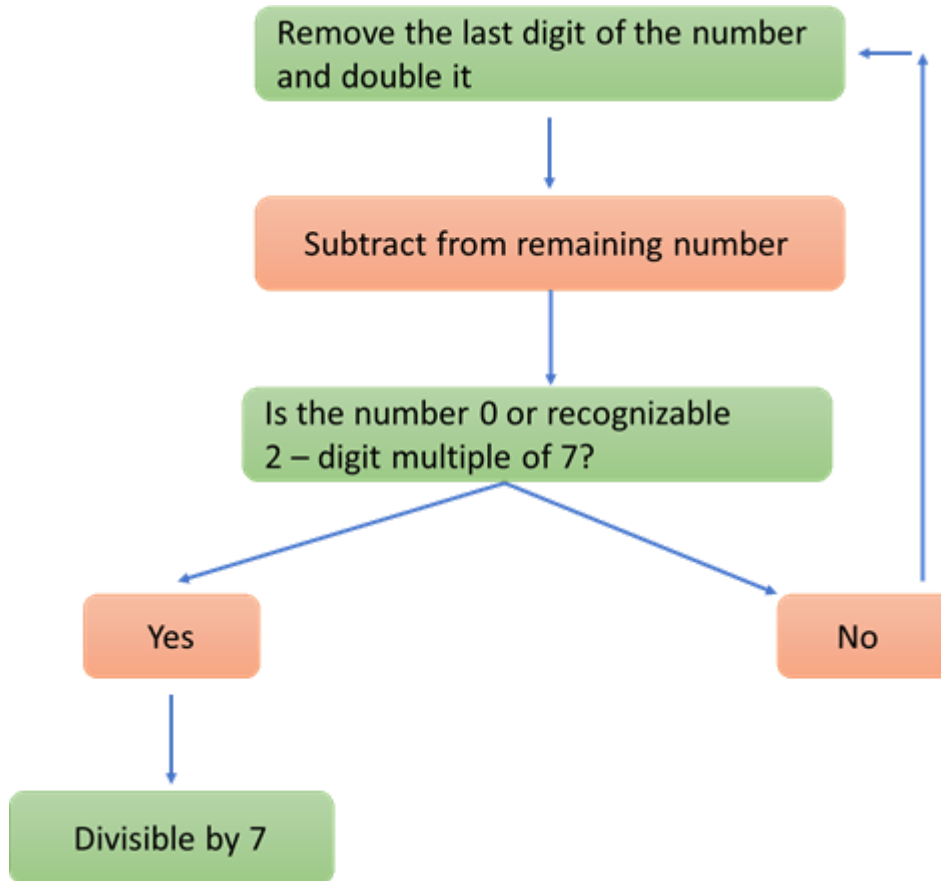 Remove the last digit of the number
and double it
Subtract from remaining number
Is the number 0 or recognizable
2 – digit multiple of 7?
Yes
No
Divisible by 7